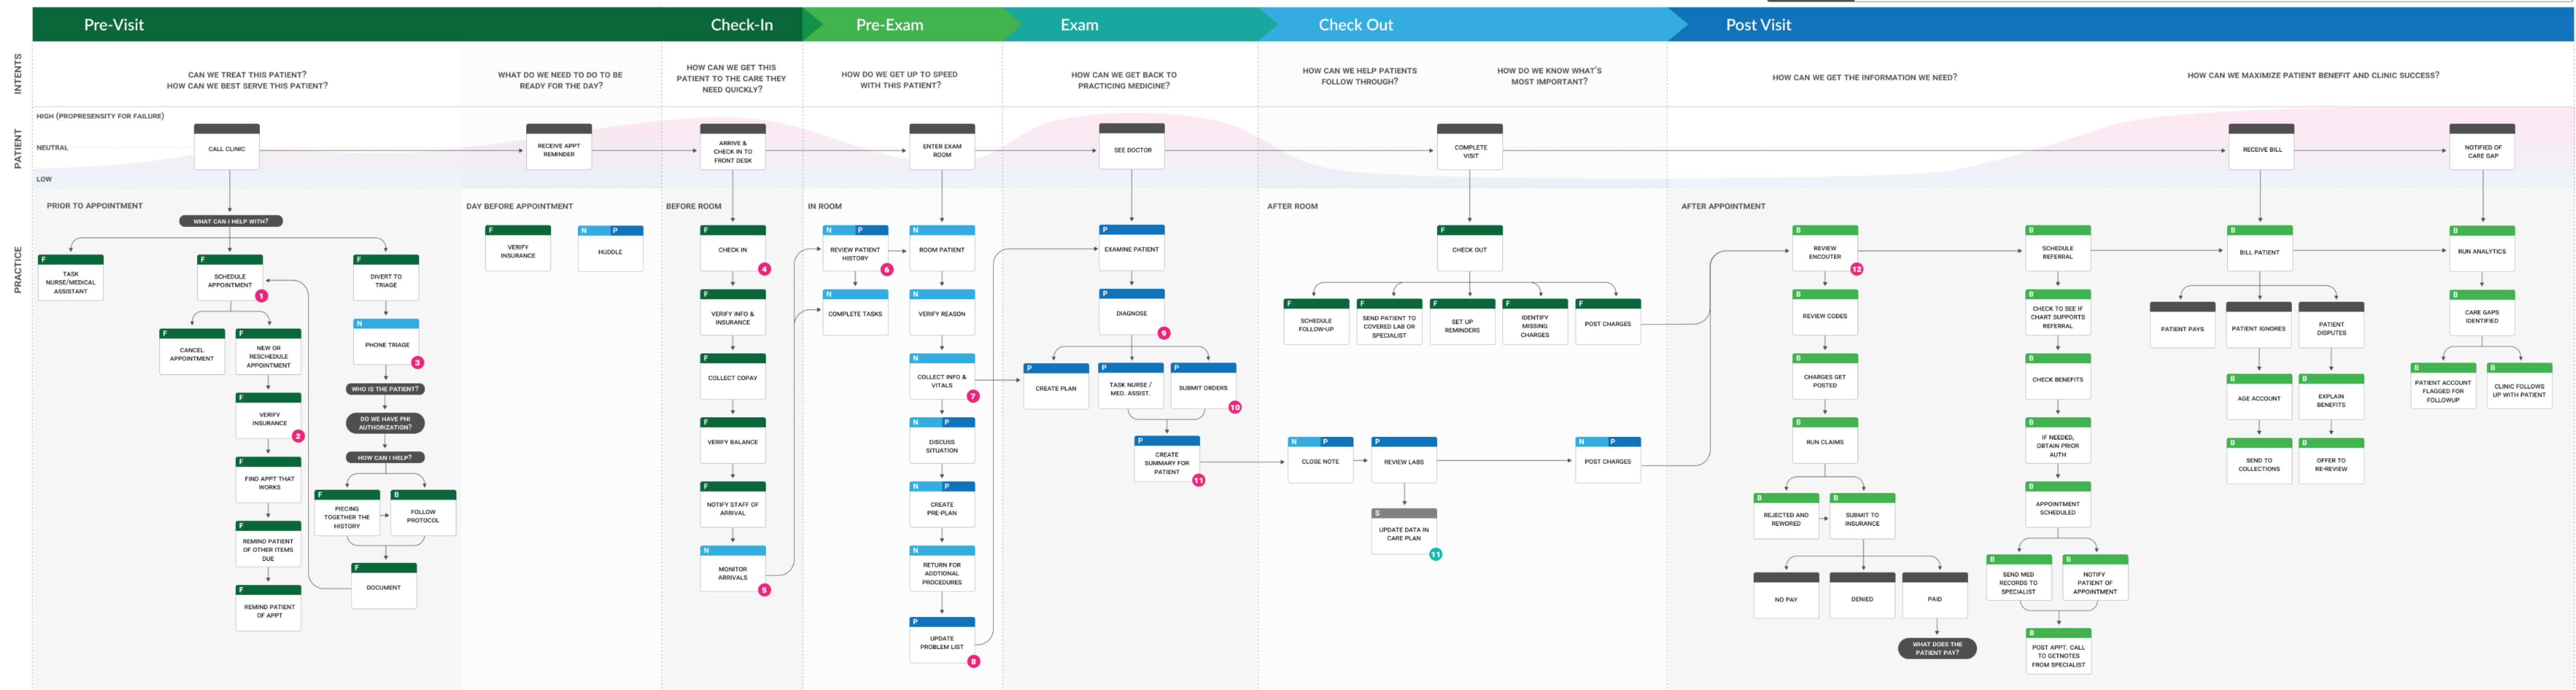 Pre-Visit
Check-In
Pre-Exam
Exam
Check Out
Post Visit
INTENTS
CAN WE TREAT THIS PATIENT?
HOW CAN WE BEST SERVE THIS PATIENT?
WHAT DO WE NEED TO DO TO BE
READY FOR THE DAY?
HOW CAN WE GET THIS
PATIENT TO THE CARE THEY
NEED QUICKLY?
HOW DO WE GET UP TO SPEED
WITH THIS PATIENT?
HOW CAN WE GET BACK TO
PRACTICING MEDICINE?
HOW CAN WE HELP PATIENTS
FOLLOW THROUGH?
HOW DO WE KNOW WHAT'S
MOST IMPORTANT?
HOW CAN WE GET THE INFORMATION WE NEED?
HOW CAN WE MAXIMIZE PATIENT BENEFIT AND CLINIC SUCCESS?
PATIENT
HIGH (PROPRESENSITY FOR FAILURE)
NEUTRAL
LOW
CALL CLINIC
RECEIVE APPT
REMINDER
ARRIVE &
CHECK IN TO
FRONT DESK
ENTER EXAM
ROOM
SEE DOCTOR
COMPLETE
VISIT
RECEIVE BILL
NOTIFIED OF
CARE GAP
PRACTICE
PRIOR TO APPOINTMENT
WHAT CAN I HELP WITH?
F
TASK
NURSE/MEDICAL
ASSISTANT
F
SCHEDULE
APPOINTMENT
1
F
DIVERT TO
TRIAGE
F
CANCEL
APPOINTMENT
F
NEW OR
RESCHEDULE
APPOINTMENT
N
PHONE TRIAGE
3
WHO IS THE PATIENT?
F
VERIFY
INSURANCE
2
DO WE HAVE PHI
AUTHORIZATION?
HOW CAN I HELP?
F
FIND APPT THAT
WORKS
F
PIECING
TOGETHER THE
HISTORY
B
FOLLOW
PROTOCOL
F
REMIND PATIENT
OF OTHER ITEMS
DUE
F
DOCUMENT
F
REMIND PATIENT
OF APPT
DAY BEFORE APPOINTMENT
F
VERIFY
INSURANCE
N P
HUDDLE
BEFORE ROOM
F
CHECK IN
4
F
VERIFY INFO &
INSURANCE
F
COLLECT COPAY
F
VERIFY BALANCE
F
NOTIFY STAFF OF
ARRIVAL
N
MONITOR
ARRIVALS
5
IN ROOM
N P
REVIEW PATIENT
HISTORY
6
N
COMPLETE TASKS
N
ROOM PATIENT
N
VERIFY REASON
N
COLLECT INFO &
VITALS
7
N P
DISCUSS
SITUATION
N P
CREATE
PRE-PLAN
N
RETURN FOR
ADDTIONAL
PROCEDURES
P
UPDATE
PROBLEM LIST
8
P
EXAMINE PATIENT
P
DIAGNOSE
9
P
CREATE PLAN
P
TASK NURSE /
MED. ASSIST.
P
SUBMIT ORDERS
10
P
CREATE
SUMMARY FOR
PATIENT
11
AFTER ROOM
F
CHECK OUT
F
SCHEDULE
FOLLOW-UP
F
SEND PATIENT TO
COVERED LAB OR
SPECIALIST
F
SET UP
REMINDERS
F
IDENTIFY
MISSING
CHARGES
F
POST CHARGES
N P
CLOSE NOTE
P
REVIEW LABS
N P
POST CHARGES
S
UPDATE DATA IN
CARE PLAN
11
AFTER APPOINTMENT
B
REVIEW
ENCOUTER
12
B
REVIEW CODES
B
CHARGES GET
POSTED
B
RUN CLAIMS
B
REJECTED AND
REWORED
B
SUBMIT TO
INSURANCE
NO PAY
DENIED
PAID
WHAT DOES THE
PATIENT PAY?
B
SCHEDULE
REFERRAL
B
CHECK TO SEE IF
CHART SUPPORTS
REFERRAL
B
CHECK BENEFITS
B
IF NEEDED,
OBTAIN PRIOR
AUTH
B
APPOINTMENT
SCHEDULED
B
SEND MED
RECORDS TO
SPECIALIST
B
NOTIFY
PATIENT OF
APPOINTMENT
B
POST APPT. CALL
TO GETNOTES
FROM SPECIALIST
B
BILL PATIENT
PATIENT PAYS
PATIENT IGNORES
PATIENT
DISPUTES
B
AGE ACCOUNT
B
EXPLAIN
BENEFITS
B
SEND TO
COLLECTIONS
B
OFFER TO
RE-REVIEW
B
RUN ANALYTICS
B
CARE GAPS
IDENTIFIED
B
PATIENT ACCOUNT
FLAGGED FOR
FOLLOWUP
B
CLINIC FOLLOWS
UP WITH PATIENT